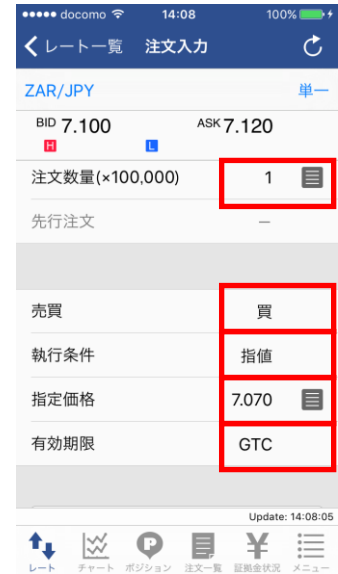 docomo 14:08 100%
レート一覧 注文入力
ZAR/JPY 単一
BID 7.100 ASK 7.120
H L
注文数量(×100,000) 1
先行注文 −
売買 買
執行条件 指値
指定価格 7.070
有効期限 GTC
Update: 14:08:05
P ¥
レート チャート ポジション 注文一覧 証拠金状況 メニュー